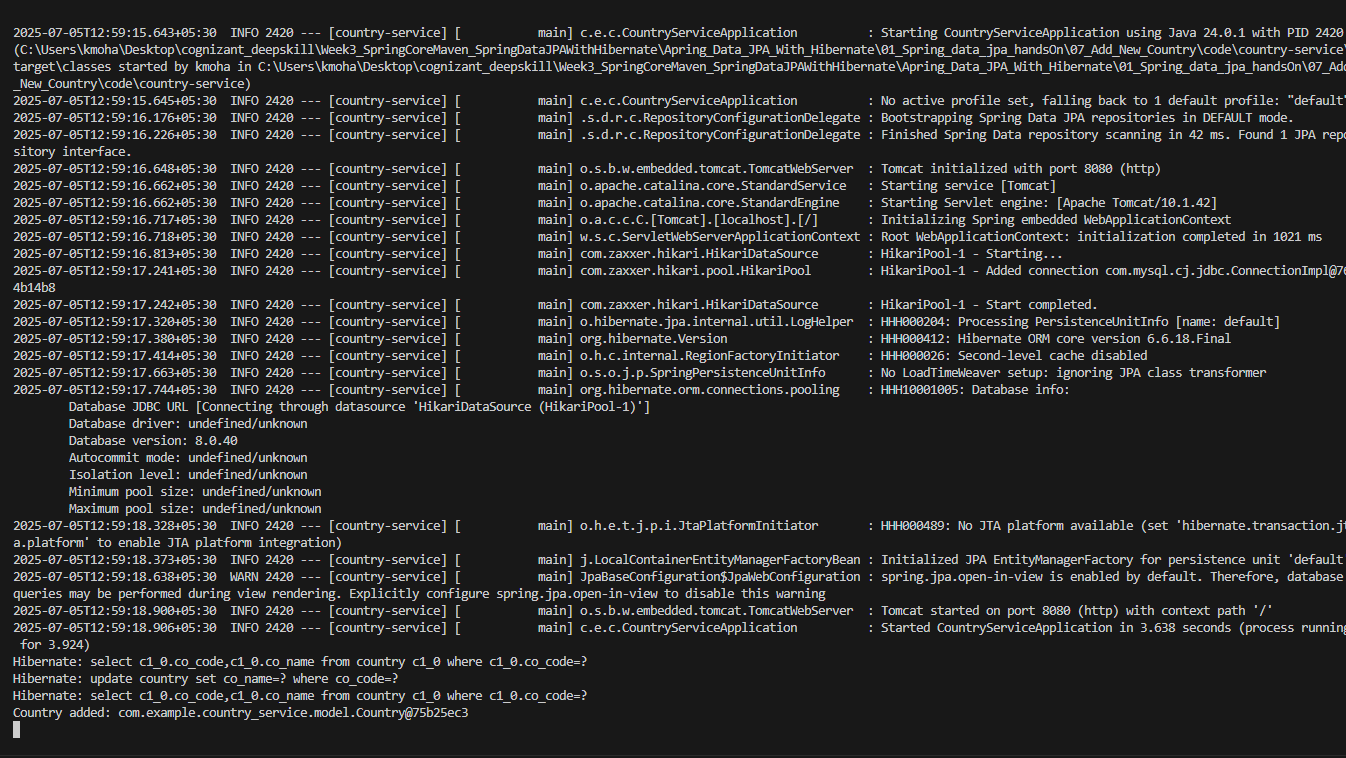 2025-07-05T12:59:15.643+05:30  INFO 2420 --- [country-service] [           main] c.e.c.CountryServiceApplication          : Starting CountryServiceApplication using Java 24.0.1 with PID 2420
(C:\Users\kmoha\Desktop\cognizant_deepskill\Week3_SpringCoreMaven_SpringDataJPAWithHibernate\Apring_Data_JPA_With_Hibernate\01_Spring_data_jpa_handsOn\07_Add_New_Country\code\country-service\
target\classes started by kmoha in C:\Users\kmoha\Desktop\cognizant_deepskill\Week3_SpringCoreMaven_SpringDataJPAWithHibernate\Apring_Data_JPA_With_Hibernate\01_Spring_data_jpa_handsOn\07_Add
_New_Country\code\country-service)
2025-07-05T12:59:15.645+05:30  INFO 2420 --- [country-service] [           main] c.e.c.CountryServiceApplication          : No active profile set, falling back to 1 default profile: "default"
2025-07-05T12:59:16.176+05:30  INFO 2420 --- [country-service] [           main] .s.d.r.c.RepositoryConfigurationDelegate : Bootstrapping Spring Data JPA repositories in DEFAULT mode.
2025-07-05T12:59:16.226+05:30  INFO 2420 --- [country-service] [           main] .s.d.r.c.RepositoryConfigurationDelegate : Finished Spring Data repository scanning in 42 ms. Found 1 JPA repo
sitory interface.
2025-07-05T12:59:16.648+05:30  INFO 2420 --- [country-service] [           main] o.s.b.w.embedded.tomcat.TomcatWebServer  : Tomcat initialized with port 8080 (http)
2025-07-05T12:59:16.662+05:30  INFO 2420 --- [country-service] [           main] o.apache.catalina.core.StandardService   : Starting service [Tomcat]
2025-07-05T12:59:16.662+05:30  INFO 2420 --- [country-service] [           main] o.apache.catalina.core.StandardEngine    : Starting Servlet engine: [Apache Tomcat/10.1.42]
2025-07-05T12:59:16.717+05:30  INFO 2420 --- [country-service] [           main] o.a.c.c.C.[Tomcat].[localhost].[/]       : Initializing Spring embedded WebApplicationContext
2025-07-05T12:59:16.718+05:30  INFO 2420 --- [country-service] [           main] w.s.c.ServletWebServerApplicationContext : Root WebApplicationContext: initialization completed in 1021 ms
2025-07-05T12:59:16.813+05:30  INFO 2420 --- [country-service] [           main] com.zaxxer.hikari.HikariDataSource       : HikariPool-1 - Starting...
2025-07-05T12:59:17.241+05:30  INFO 2420 --- [country-service] [           main] com.zaxxer.hikari.pool.HikariPool        : HikariPool-1 - Added connection com.mysql.cj.jdbc.ConnectionImpl@76
4b14b8
2025-07-05T12:59:17.242+05:30  INFO 2420 --- [country-service] [           main] com.zaxxer.hikari.HikariDataSource       : HikariPool-1 - Start completed.
2025-07-05T12:59:17.320+05:30  INFO 2420 --- [country-service] [           main] o.hibernate.jpa.internal.util.LogHelper  : HHH000204: Processing PersistenceUnitInfo [name: default]
2025-07-05T12:59:17.380+05:30  INFO 2420 --- [country-service] [           main] org.hibernate.Version                    : HHH000412: Hibernate ORM core version 6.6.18.Final
2025-07-05T12:59:17.414+05:30  INFO 2420 --- [country-service] [           main] o.h.c.internal.RegionFactoryInitiator    : HHH000026: Second-level cache disabled
2025-07-05T12:59:17.663+05:30  INFO 2420 --- [country-service] [           main] o.s.o.j.p.SpringPersistenceUnitInfo      : No LoadTimeWeaver setup: ignoring JPA class transformer
2025-07-05T12:59:17.744+05:30  INFO 2420 --- [country-service] [           main] org.hibernate.orm.connections.pooling    : HHH10001005: Database info:
        Database JDBC URL [Connecting through datasource 'HikariDataSource (HikariPool-1)']
        Database driver: undefined/unknown
        Database version: 8.0.40
        Autocommit mode: undefined/unknown
        Isolation level: undefined/unknown
        Minimum pool size: undefined/unknown
        Maximum pool size: undefined/unknown
2025-07-05T12:59:18.328+05:30  INFO 2420 --- [country-service] [           main] o.h.e.t.j.p.i.JtaPlatformInitiator       : HHH000489: No JTA platform available (set 'hibernate.transaction.jt
a.platform' to enable JTA platform integration)
2025-07-05T12:59:18.373+05:30  INFO 2420 --- [country-service] [           main] j.LocalContainerEntityManagerFactoryBean : Initialized JPA EntityManagerFactory for persistence unit 'default
2025-07-05T12:59:18.638+05:30  WARN 2420 --- [country-service] [           main] JpaBaseConfiguration$JpaWebConfiguration : spring.jpa.open-in-view is enabled by default. Therefore, database
queries may be performed during view rendering. Explicitly configure spring.jpa.open-in-view to disable this warning
2025-07-05T12:59:18.900+05:30  INFO 2420 --- [country-service] [           main] o.s.b.w.embedded.tomcat.TomcatWebServer  : Tomcat started on port 8080 (http) with context path '/'
2025-07-05T12:59:18.906+05:30  INFO 2420 --- [country-service] [           main] c.e.c.CountryServiceApplication          : Started CountryServiceApplication in 3.638 seconds (process running
 for 3.924)
Hibernate: select c1_0.co_code,c1_0.co_name from country c1_0 where c1_0.co_code=?
Hibernate: update country set co_name=? where co_code=?
Hibernate: select c1_0.co_code,c1_0.co_name from country c1_0 where c1_0.co_code=?
Country added: com.example.country_service.model.Country@75b25ec3